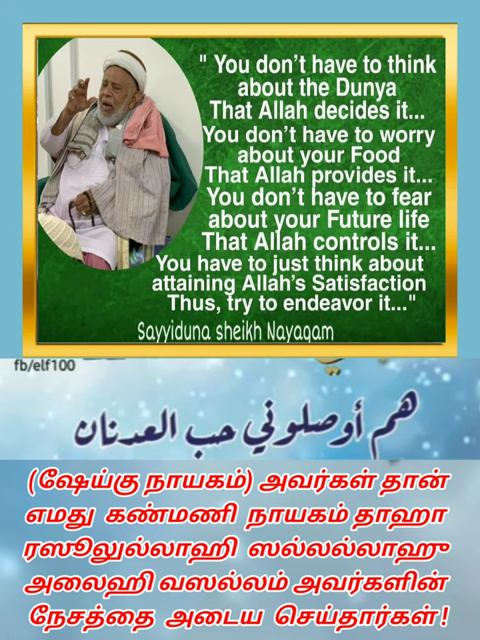 " You don't have to think
about the Dunya
That Allah decides it...
You don't have to worry
about your Food
That Allah provides it...
You don't have to fear
about your Future life
That Allah controls it...
You have to just think about
attaining Allah's Satisfaction
Thus, try to endeavor it..."
Sayyiduna sheikh Nayagam
fb/elf100
هم أوصلوني حب العدنان
(ஷேய்கு நாயகம்) அவர்கள் தான்
எமது கண்மணி நாயகம் தாஹா
ரஸூலுல்லாஹி ஸல்லல்லாஹு
அலைஹி வஸல்லம் அவர்களின்
நேசத்தை அடைய செய்தார்கள்!